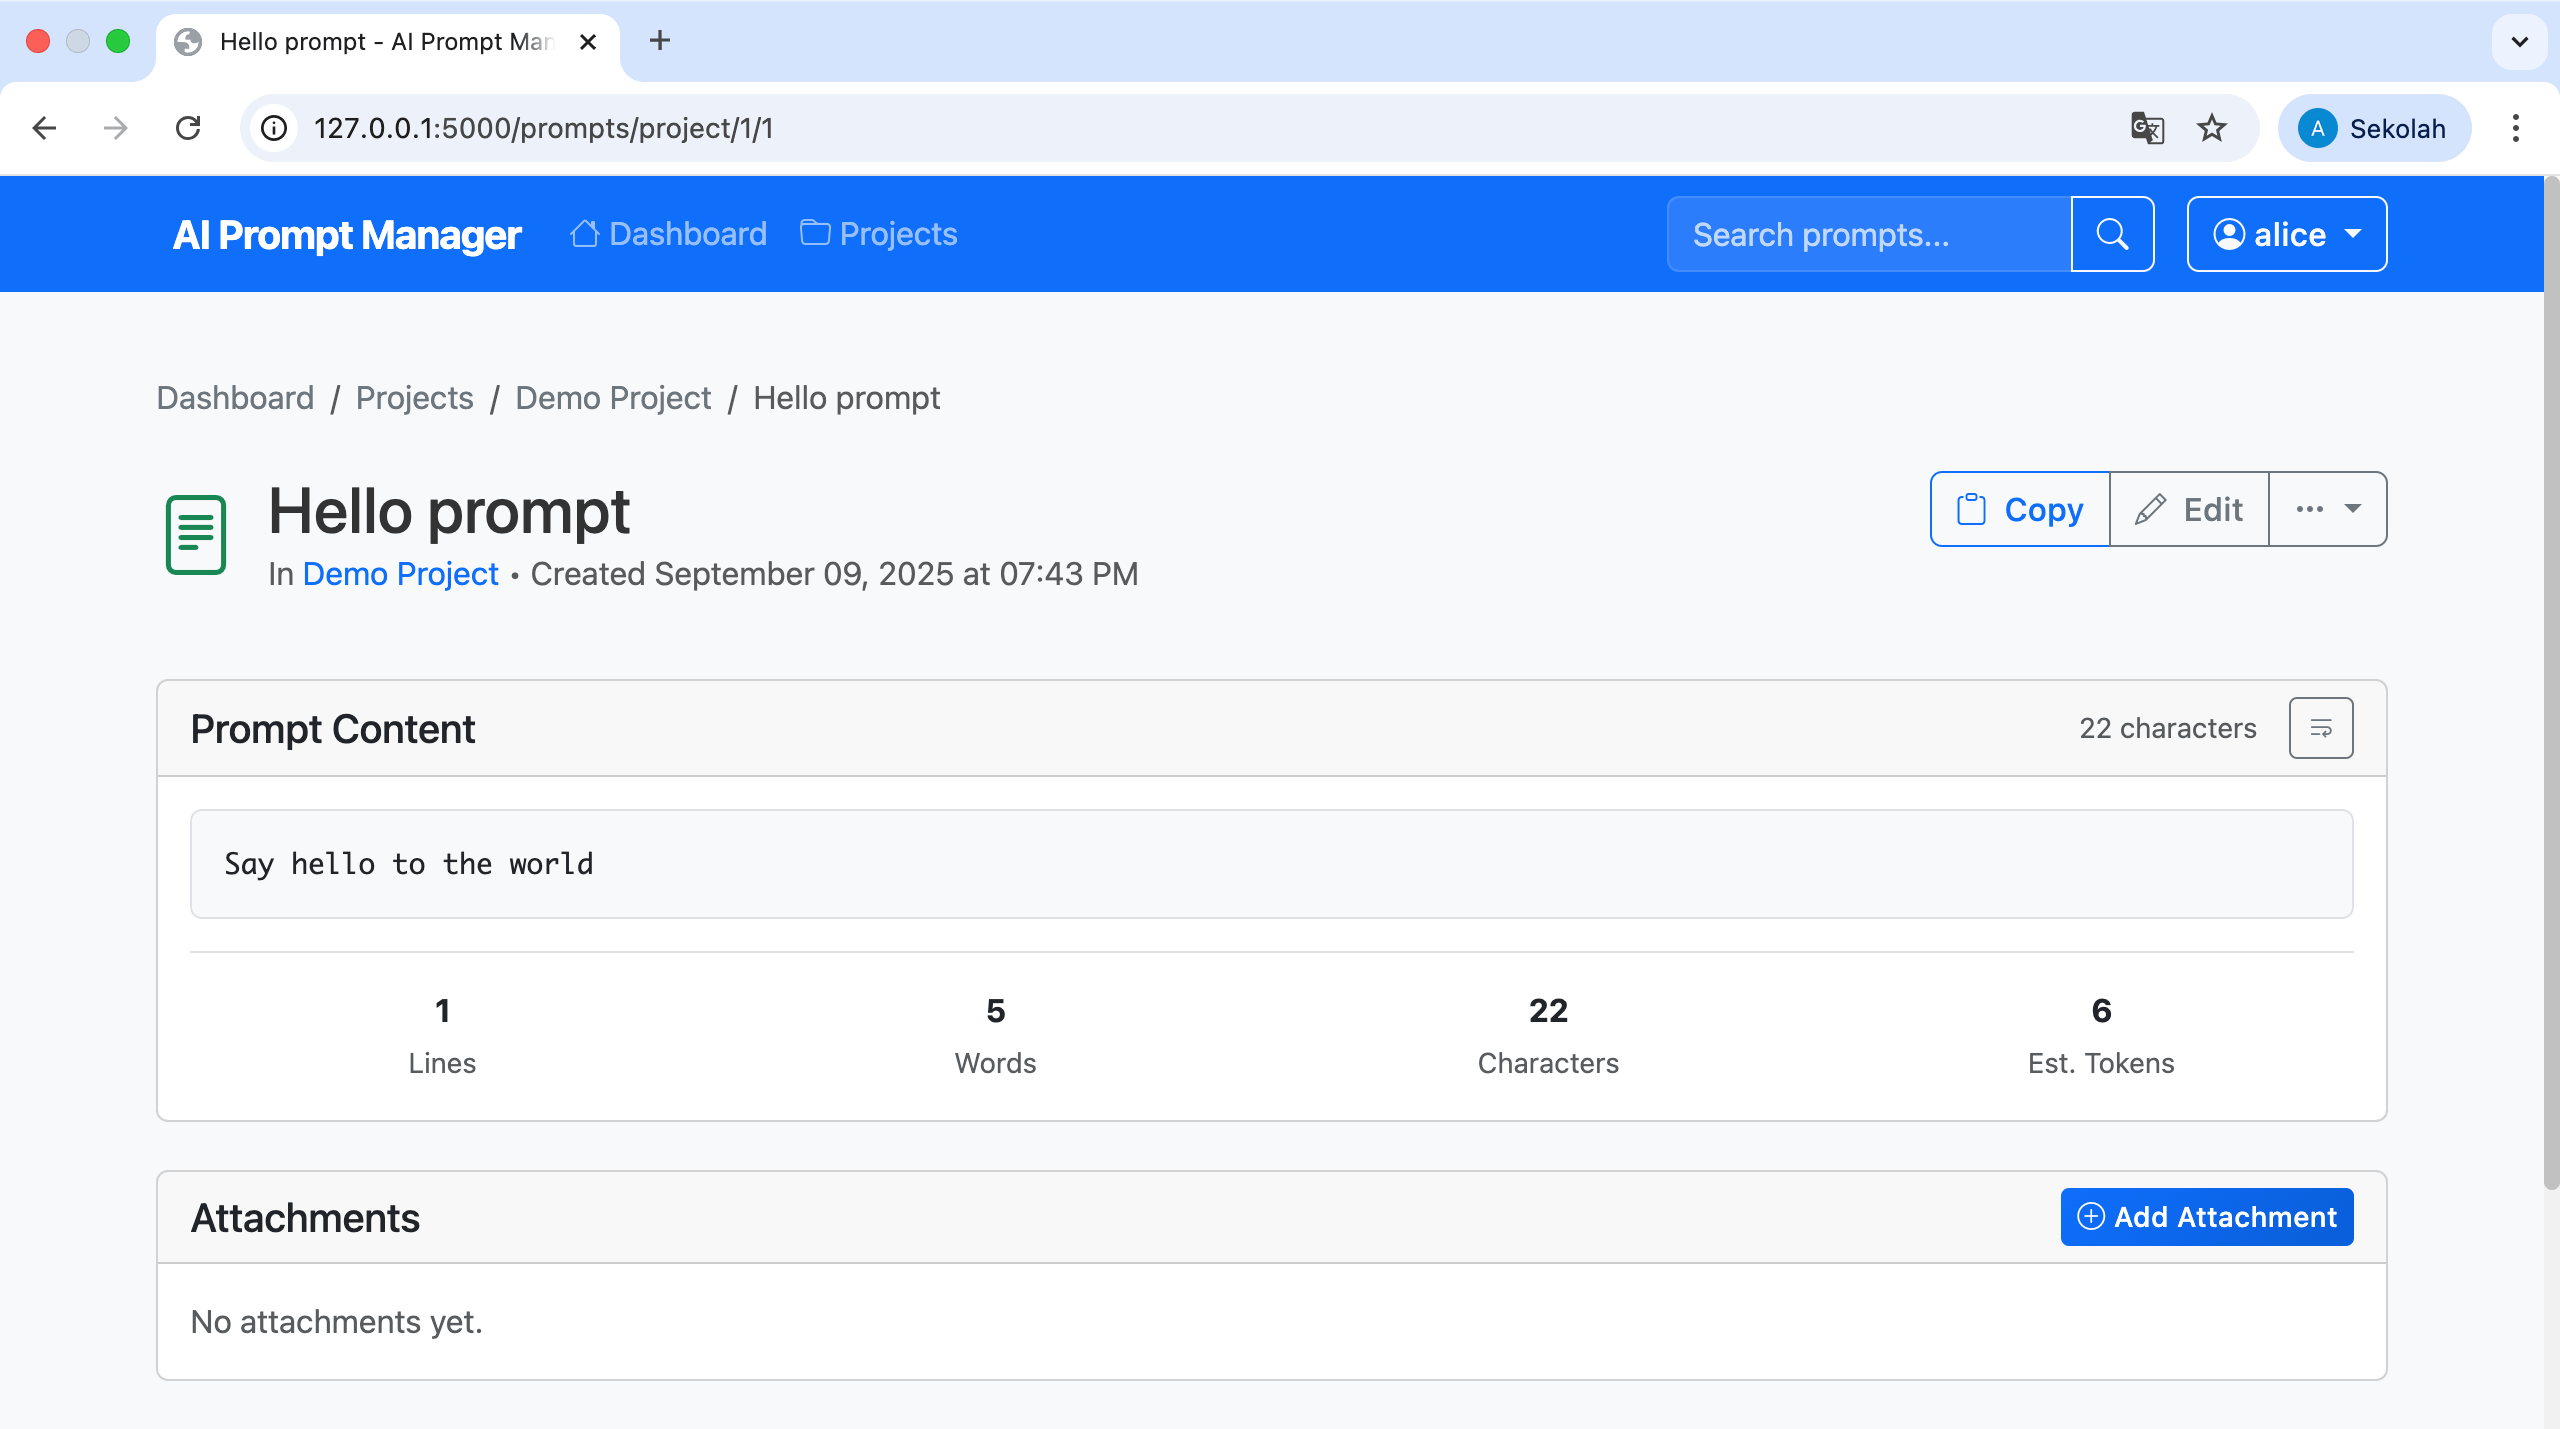 Hello prompt - AI Prompt Man
127.0.0.1:5000/prompts/project/1/1
A Sekolah
AI Prompt Manager Dashboard Projects Search prompts... alice
Dashboard / Projects / Demo Project / Hello prompt
Hello prompt
Copy Edit
In Demo Project • Created September 09, 2025 at 07:43 PM
Prompt Content 22 characters
Say hello to the world
1 5 22 6
Lines Words Characters Est. Tokens
Attachments Add Attachment
No attachments yet.